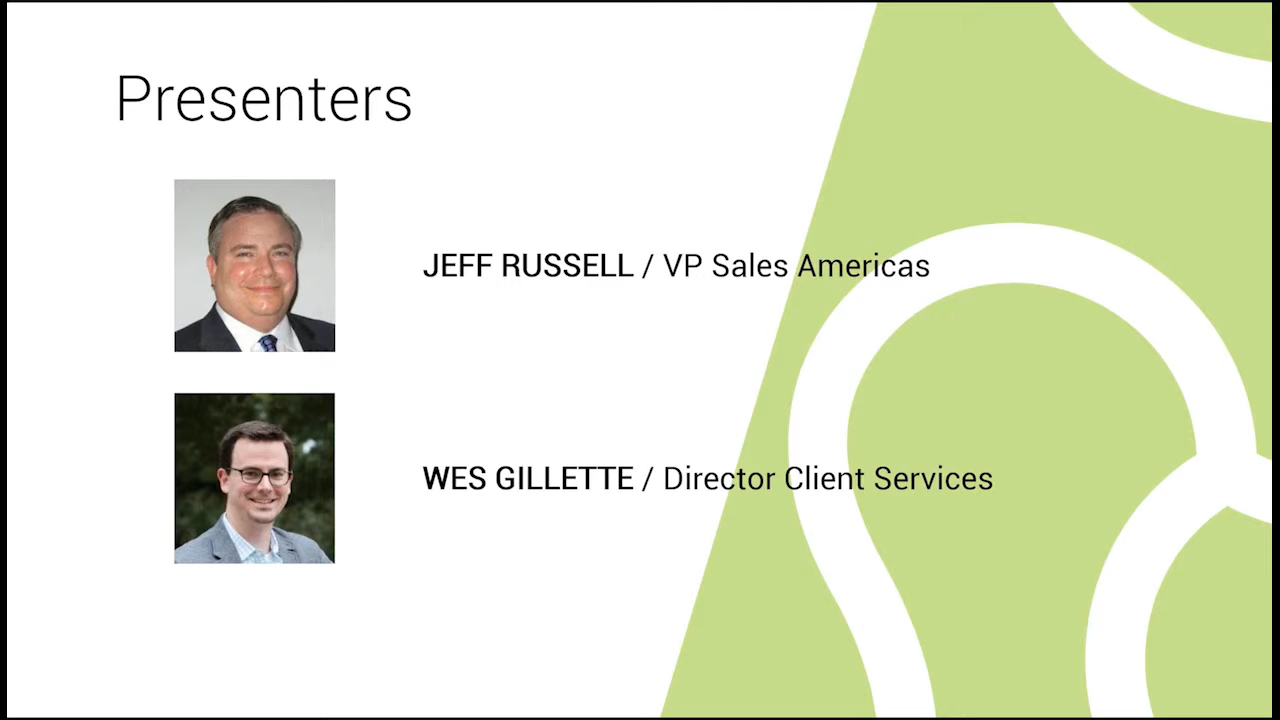 Presenters
JEFF RUSSELL / VP Sales Americas
WES GILLETTE / Director Client Services